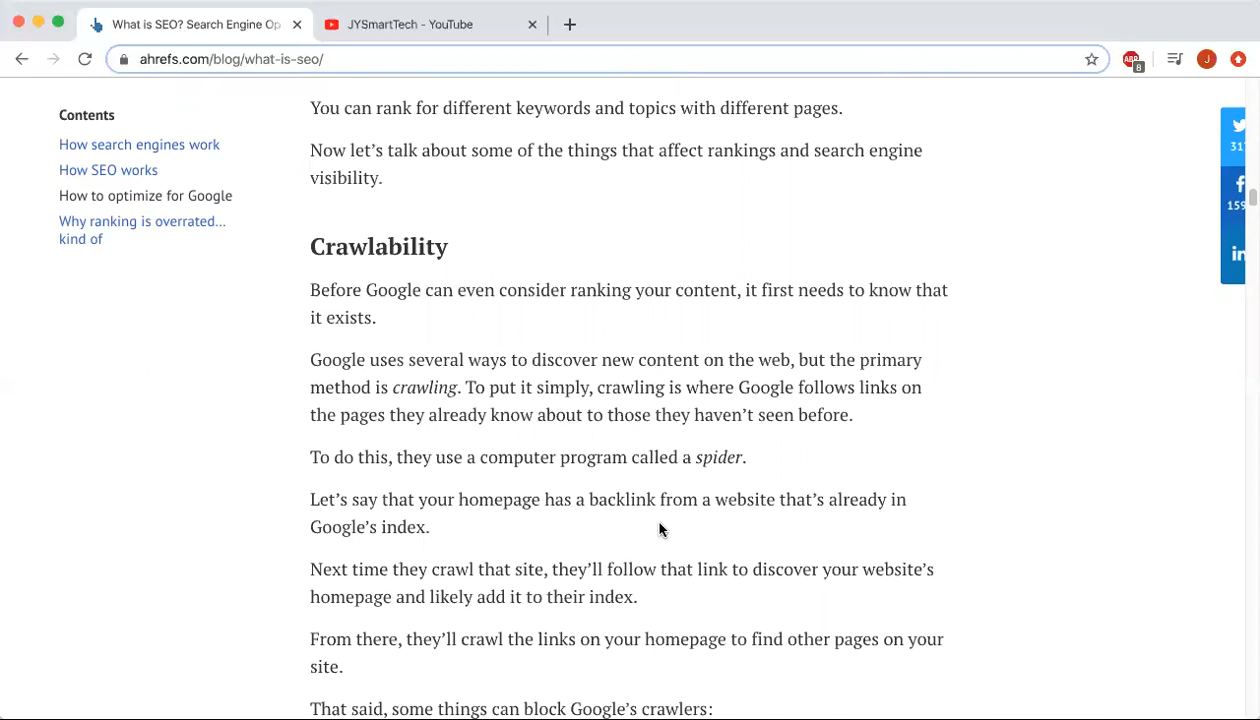 What is SEO? Search Engine Op
JYSmartTech - YouTube
ahrefs.com/blog/what-is-seo/
ABP
8
J
Contents
How search engines work
How SEO works
How to optimize for Google
Why ranking is overrated…
kind of
You can rank for different keywords and topics with different pages.
Now let’s talk about some of the things that affect rankings and search engine
visibility.
Crawlability
Before Google can even consider ranking your content, it first needs to know that
it exists.
Google uses several ways to discover new content on the web, but the primary
method is crawling. To put it simply, crawling is where Google follows links on
the pages they already know about to those they haven’t seen before.
To do this, they use a computer program called a spider.
Let’s say that your homepage has a backlink from a website that’s already in
Google’s index.
Next time they crawl that site, they’ll follow that link to discover your website’s
homepage and likely add it to their index.
From there, they’ll crawl the links on your homepage to find other pages on your
site.
That said, some things can block Google’s crawlers:
159
in